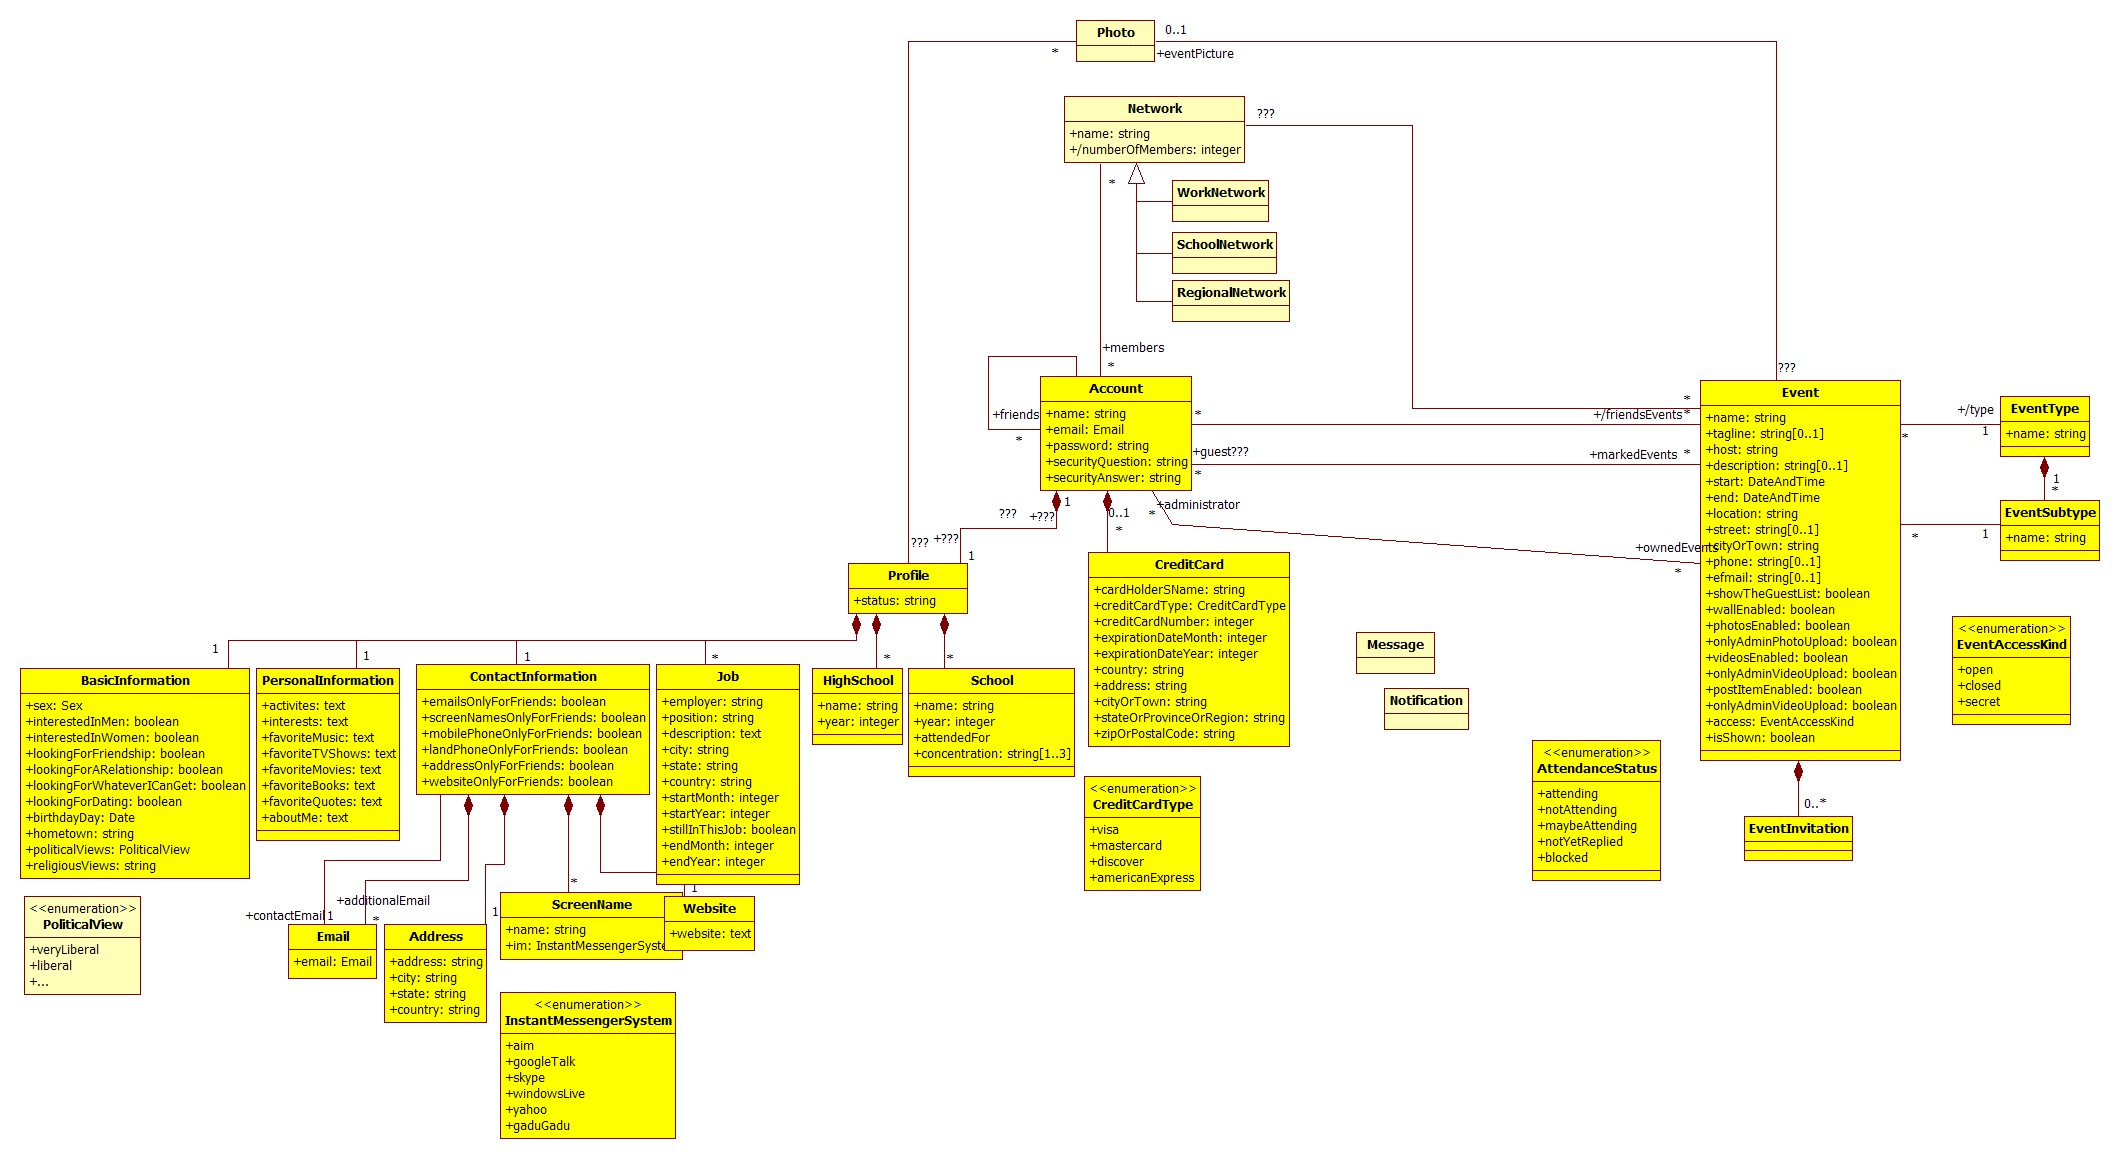 Photo
0..1
*
+eventPicture
Network
+name: string
+/numberOfMembers: integer
???
*
WorkNetwork
SchoolNetwork
RegionalNetwork
+members
*
???
Account
+name: string
+email: Email
+password: string
+securityQuestion: string
+securityAnswer: string
+friends
*
*
+guest???
*
*
+/friendsEvents*
+markedEvents *
1
+???
???
+???
???
1
0..1
*
*
+administrator
+ownedEvents
*
Event
+name: string
+tagline: string[0..1]
+host: string
+description: string[0..1]
+start: DateAndTime
+end: DateAndTime
+location: string
+street: string[0..1]
+cityOrTown: string
+phone: string[0..1]
+efmail: string[0..1]
+showTheGuestList: boolean
+wallEnabled: boolean
+photosEnabled: boolean
+onlyAdminPhotoUpload: boolean
+videosEnabled: boolean
+onlyAdminVideoUpload: boolean
+postItemEnabled: boolean
+onlyAdminVideoUpload: boolean
+access: EventAccessKind
+isShown: boolean
+/type
*
1
EventType
+name: string
1
*
EventSubtype
+name: string
*
1
<<enumeration>>
EventAccessKind
+open
+closed
+secret
0..*
EventInvitation
<<enumeration>>
AttendanceStatus
+attending
+notAttending
+maybeAttending
+notYetReplied
+blocked
Message
Notification
CreditCard
+cardHolderSName: string
+creditCardType: CreditCardType
+creditCardNumber: integer
+expirationDateMonth: integer
+expirationDateYear: integer
+country: string
+address: string
+cityOrTown: string
+stateOrProvinceOrRegion: string
+zipOrPostalCode: string
<<enumeration>>
CreditCardType
+visa
+mastercard
+discover
+americanExpress
Profile
+status: string
1
1
1
*
*
*
BasicInformation
+sex: Sex
+interestedInMen: boolean
+interestedInWomen: boolean
+lookingForFriendship: boolean
+lookingForARelationship: boolean
+lookingForWhateverICanGet: boolean
+lookingForDating: boolean
+birthdayDay: Date
+hometown: string
+politicalViews: PoliticalView
+religiousViews: string
PersonalInformation
+activites: text
+interests: text
+favoriteMusic: text
+favoriteTVShows: text
+favoriteMovies: text
+favoriteBooks: text
+favoriteQuotes: text
+aboutMe: text
ContactInformation
+emailsOnlyForFriends: boolean
+screenNamesOnlyForFriends: boolean
+mobilePhoneOnlyForFriends: boolean
+landPhoneOnlyForFriends: boolean
+addressOnlyForFriends: boolean
+websiteOnlyForFriends: boolean
Job
+employer: string
+position: string
+description: text
+city: string
+state: string
+country: string
+startMonth: integer
+startYear: integer
+stillInThisJob: boolean
+endMonth: integer
+endYear: integer
HighSchool
+name: string
+year: integer
School
+name: string
+year: integer
+attendedFor
+concentration: string[1..3]
<<enumeration>>
PoliticalView
+veryLiberal
+liberal
+...
+contactEmail 1
+additionalEmail
*
1
*
1
Email
+email: Email
Address
+address: string
+city: string
+state: string
+country: string
ScreenName
+name: string
+im: InstantMessengerSyste
Website
+website: text
<<enumeration>>
InstantMessengerSystem
+aim
+googleTalk
+skype
+windowsLive
+yahoo
+gaduGadu